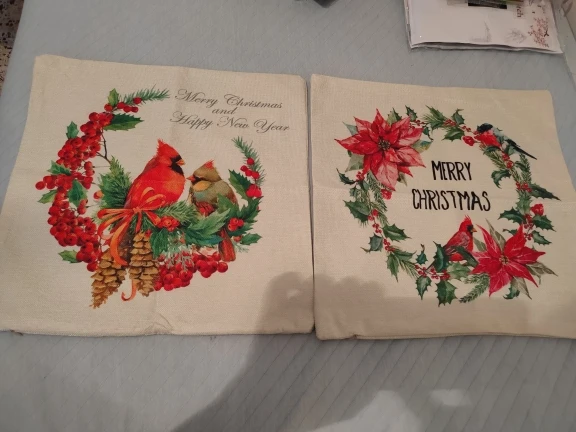 Merry Christmas
and
Happy New Year
MERRY
CHRISTMAS